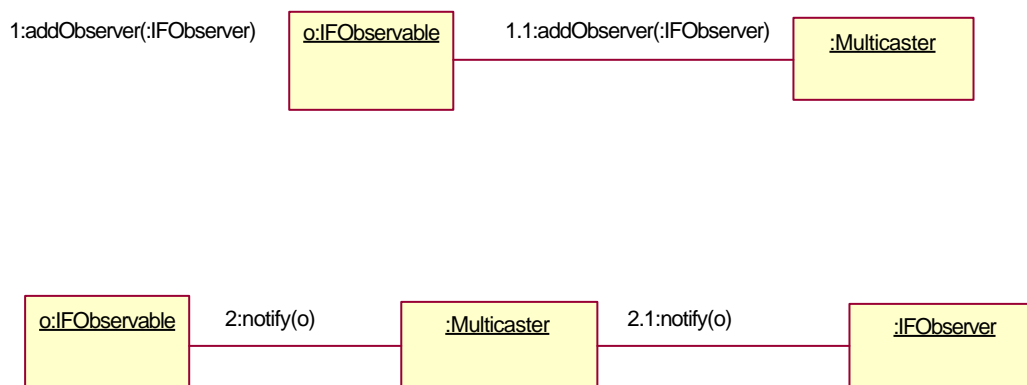 1:addObserver(:IFObserver)
o:IFObservable
1.1:addObserver(:IFObserver)
:Multicaster
o:IFObservable
2:notify(o)
:Multicaster
2.1:notify(o)
:IFObserver